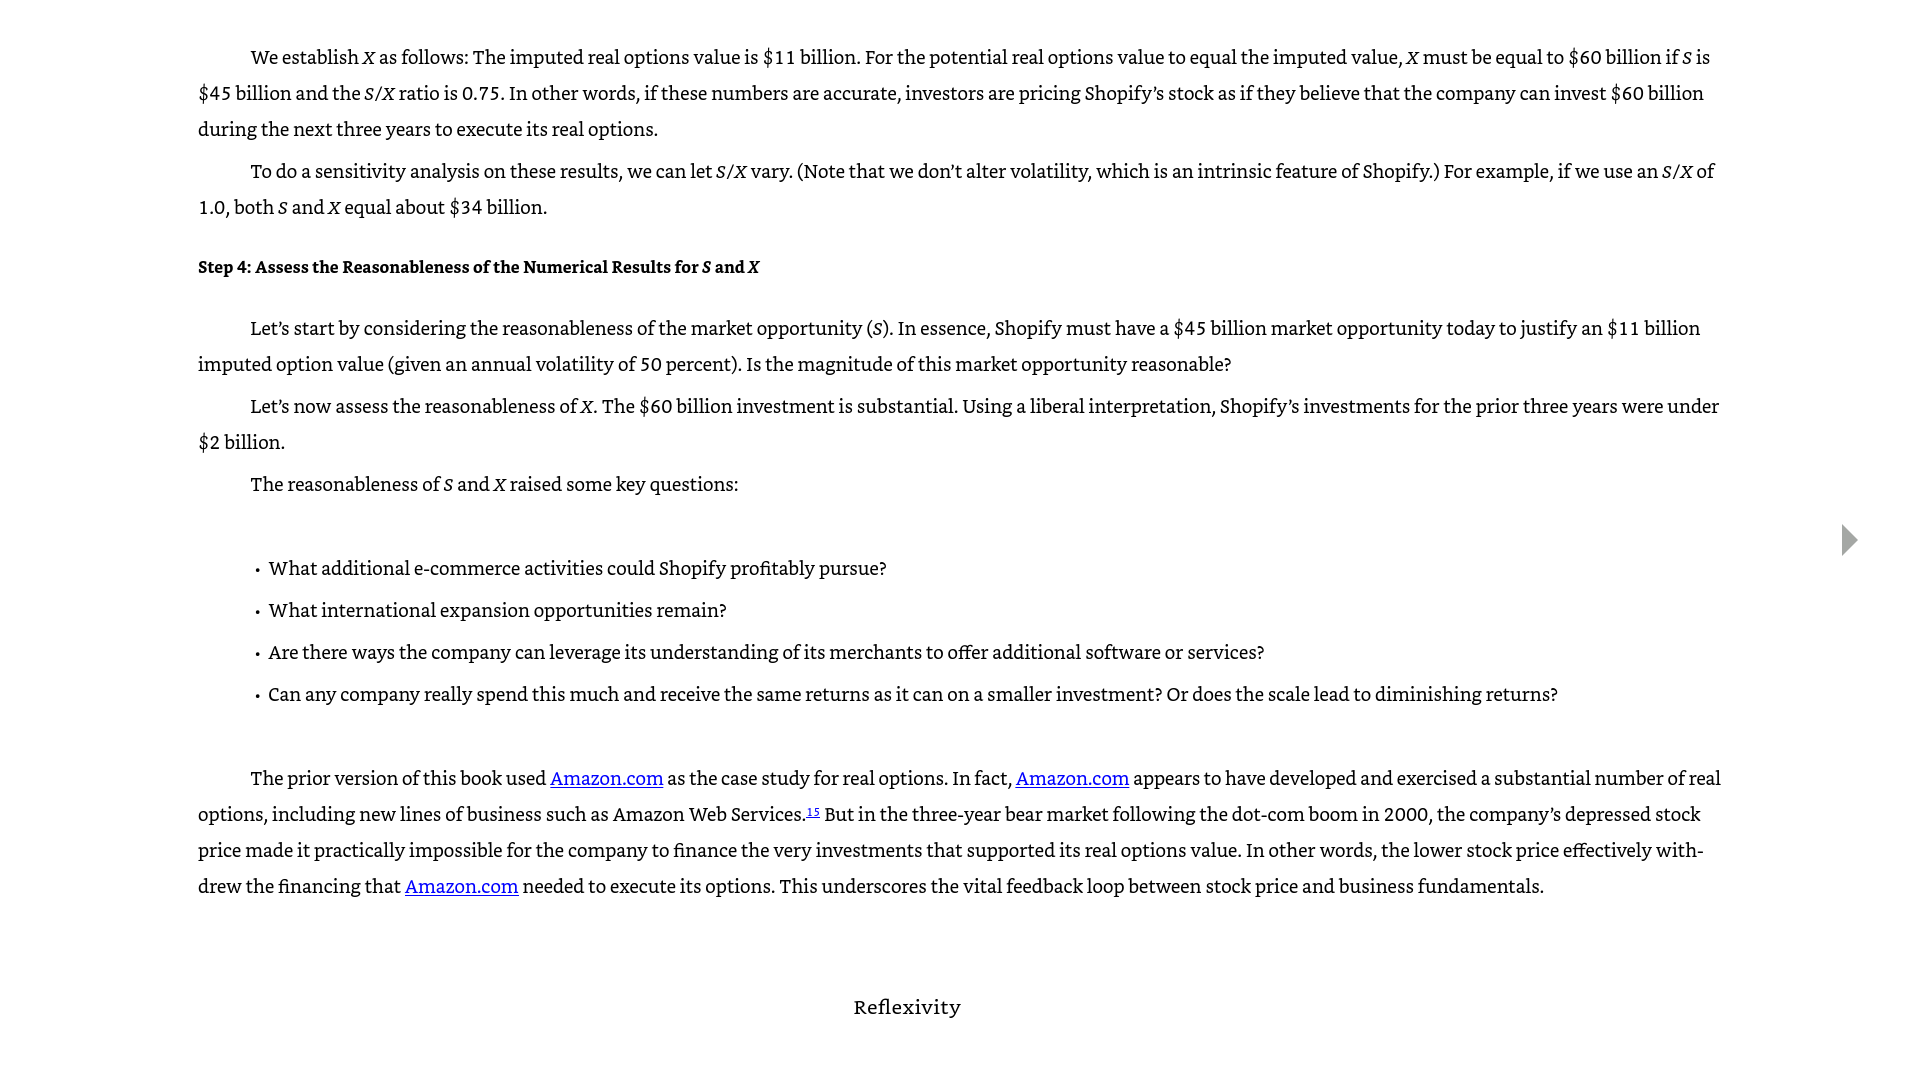 We establish X as follows: The imputed real options value is $11 billion. For the potential real options value to equal the imputed value, X must be equal to $60 billion if S is
$45 billion and the S/X ratio is 0.75. In other words, if these numbers are accurate, investors are pricing Shopify’s stock as if they believe that the company can invest $60 billion
during the next three years to execute its real options.
To do a sensitivity analysis on these results, we can let S/X vary. (Note that we don’t alter volatility, which is an intrinsic feature of Shopify.) For example, if we use an S/X of
1.0, both S and X equal about $34 billion.
Step 4: Assess the Reasonableness of the Numerical Results for S and X
Let’s start by considering the reasonableness of the market opportunity (S). In essence, Shopify must have a $45 billion market opportunity today to justify an $11 billion
imputed option value (given an annual volatility of 50 percent). Is the magnitude of this market opportunity reasonable?
Let’s now assess the reasonableness of X. The $60 billion investment is substantial. Using a liberal interpretation, Shopify’s investments for the prior three years were under
$2 billion.
The reasonableness of S and X raised some key questions:
• What additional e-commerce activities could Shopify profitably pursue?
• What international expansion opportunities remain?
• Are there ways the company can leverage its understanding of its merchants to offer additional software or services?
• Can any company really spend this much and receive the same returns as it can on a smaller investment? Or does the scale lead to diminishing returns?
The prior version of this book used Amazon.com as the case study for real options. In fact, Amazon.com appears to have developed and exercised a substantial number of real
options, including new lines of business such as Amazon Web Services.15 But in the three-year bear market following the dot-com boom in 2000, the company’s depressed stock
price made it practically impossible for the company to finance the very investments that supported its real options value. In other words, the lower stock price effectively with-
drew the financing that Amazon.com needed to execute its options. This underscores the vital feedback loop between stock price and business fundamentals.
Reflexivity